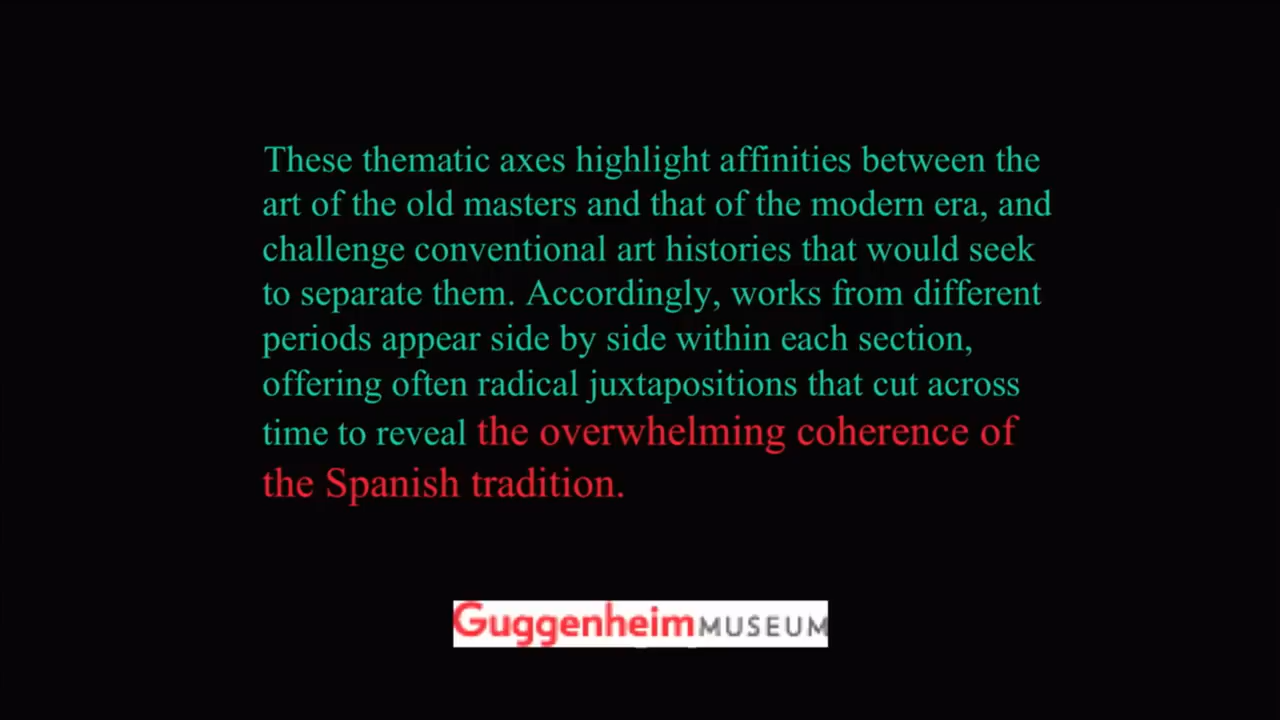 These thematic axes highlight affinities between the
art of the old masters and that of the modern era, and
challenge conventional art histories that would seek
to separate them. Accordingly, works from different
periods appear side by side within each section,
offering often radical juxtapositions that cut across
time to reveal the overwhelming coherence of
the Spanish tradition.
Guggenheim MUSEUM